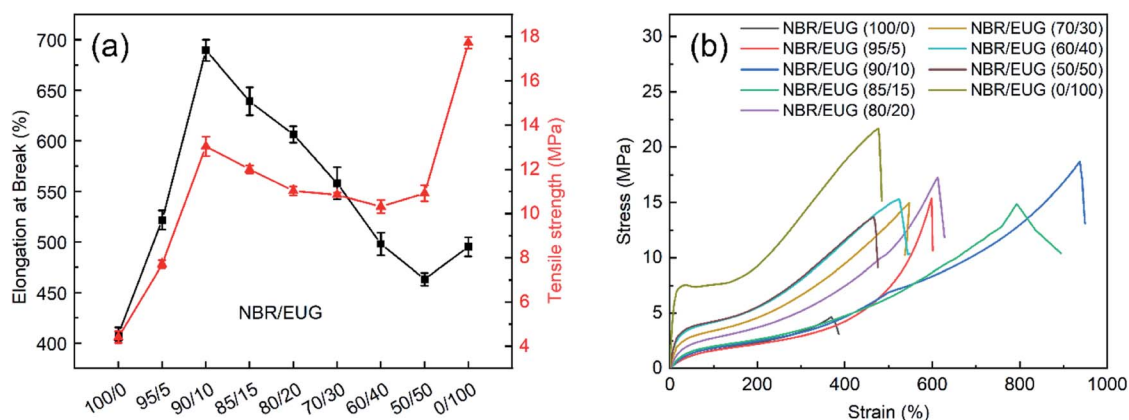 (a)
Elongation at Break (%)
700
650
600
550
500
450
400
18
16
14
12
10
8
6
4
Tensile strength (MPa)
NBR/EUG
100/0
95/5
90/10
85/15
80/20
70/30
60/40
50/50
0/100
(b)
NBR/EUG (100/0)
NBR/EUG (95/5)
NBR/EUG (90/10)
NBR/EUG (85/15)
NBR/EUG (80/20)
NBR/EUG (70/30)
NBR/EUG (60/40)
NBR/EUG (50/50)
NBR/EUG (0/100)
Stress (MPa)
30
25
20
15
10
5
0
0
200
400
600
800
1000
Strain (%)